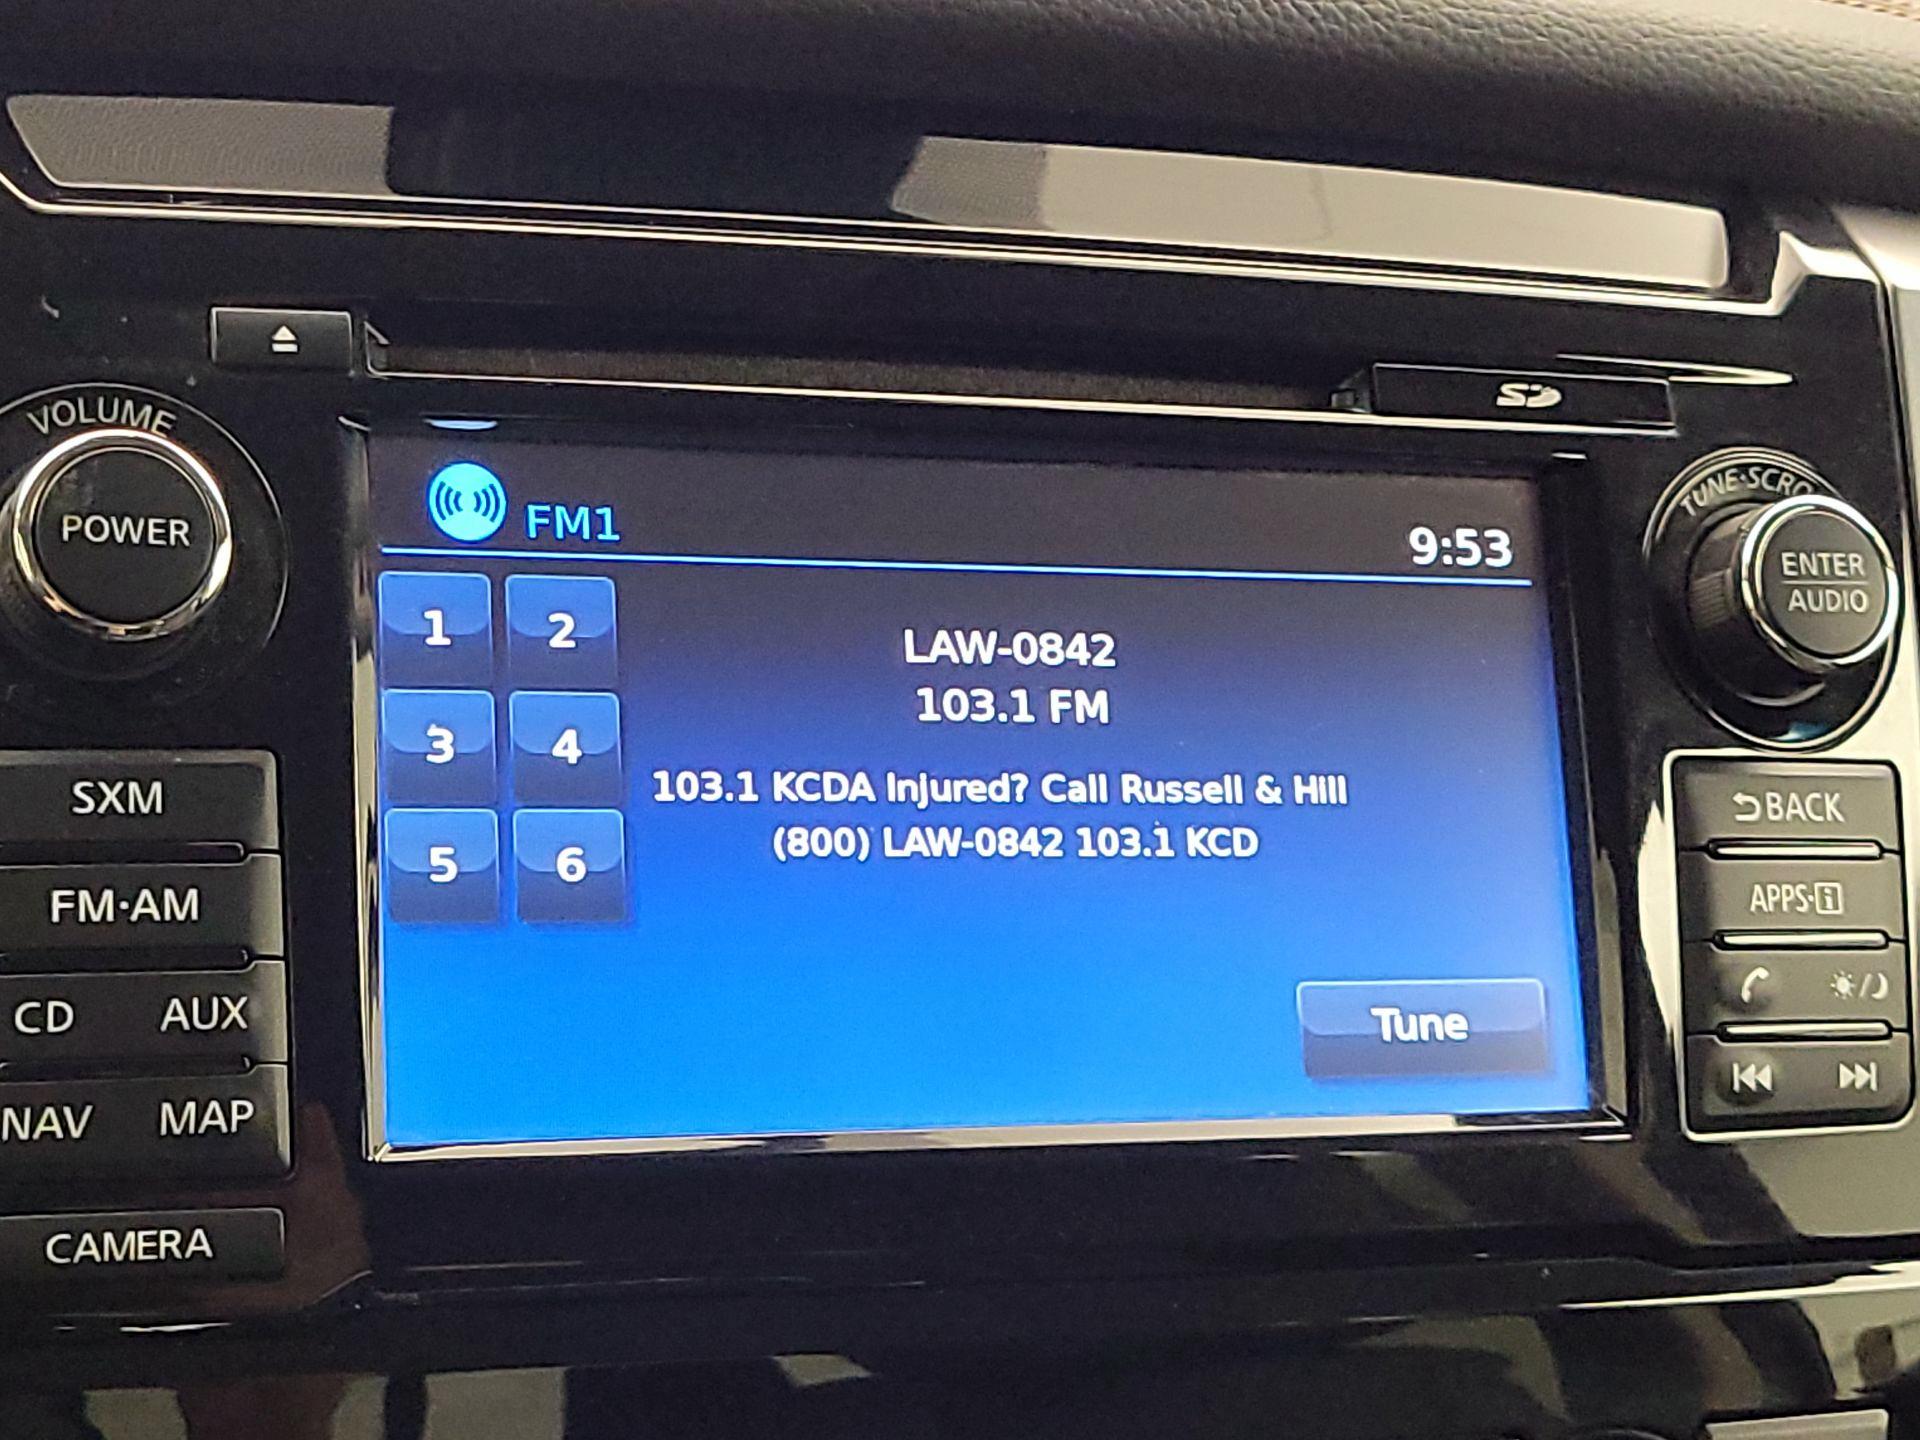 VOLUME
POWER
SXM
FM·AM
CD AUX
NAV MAP
CAMERA
FM1
9:53
1 2
3 4
5 6
LAW-0842
103.1 FM
103.1 KCDA Injured? Call Russell & Hill
(800) LAW-0842 103.1 KCD
Tune
SD
TUNE·SCRO
ENTER
AUDIO
BACK
APPS·i